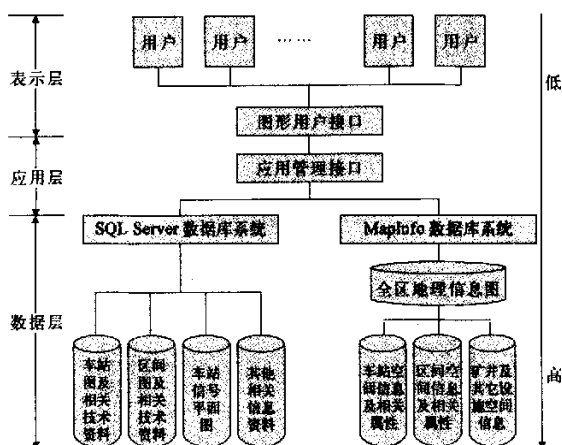 用户
用户
……
用户
用户
表示层
低
图形用户接口
应用层
应用管理接口
SQL Server 数据库系统
MapInfo 数据库系统
全区地理信息图
数据层
高
车站
图及
相关
技术
资料
区间
图及
相关
技术
资料
车站
信号
平面
图
其他
相关
信息
资料
车站空
间信息
及相关
属性
区间空
间信息
及相关
属性
矿井及
其它设
施空间
信息